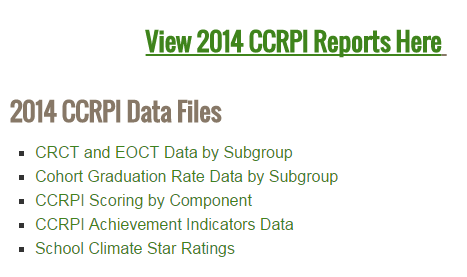 View 2014 CCRPI Reports Here
2014 CCRPI Data Files
CRCT and EOCT Data by Subgroup
Cohort Graduation Rate Data by Subgroup
CCRPI Scoring by Component
CCRPI Achievement Indicators Data
School Climate Star Ratings